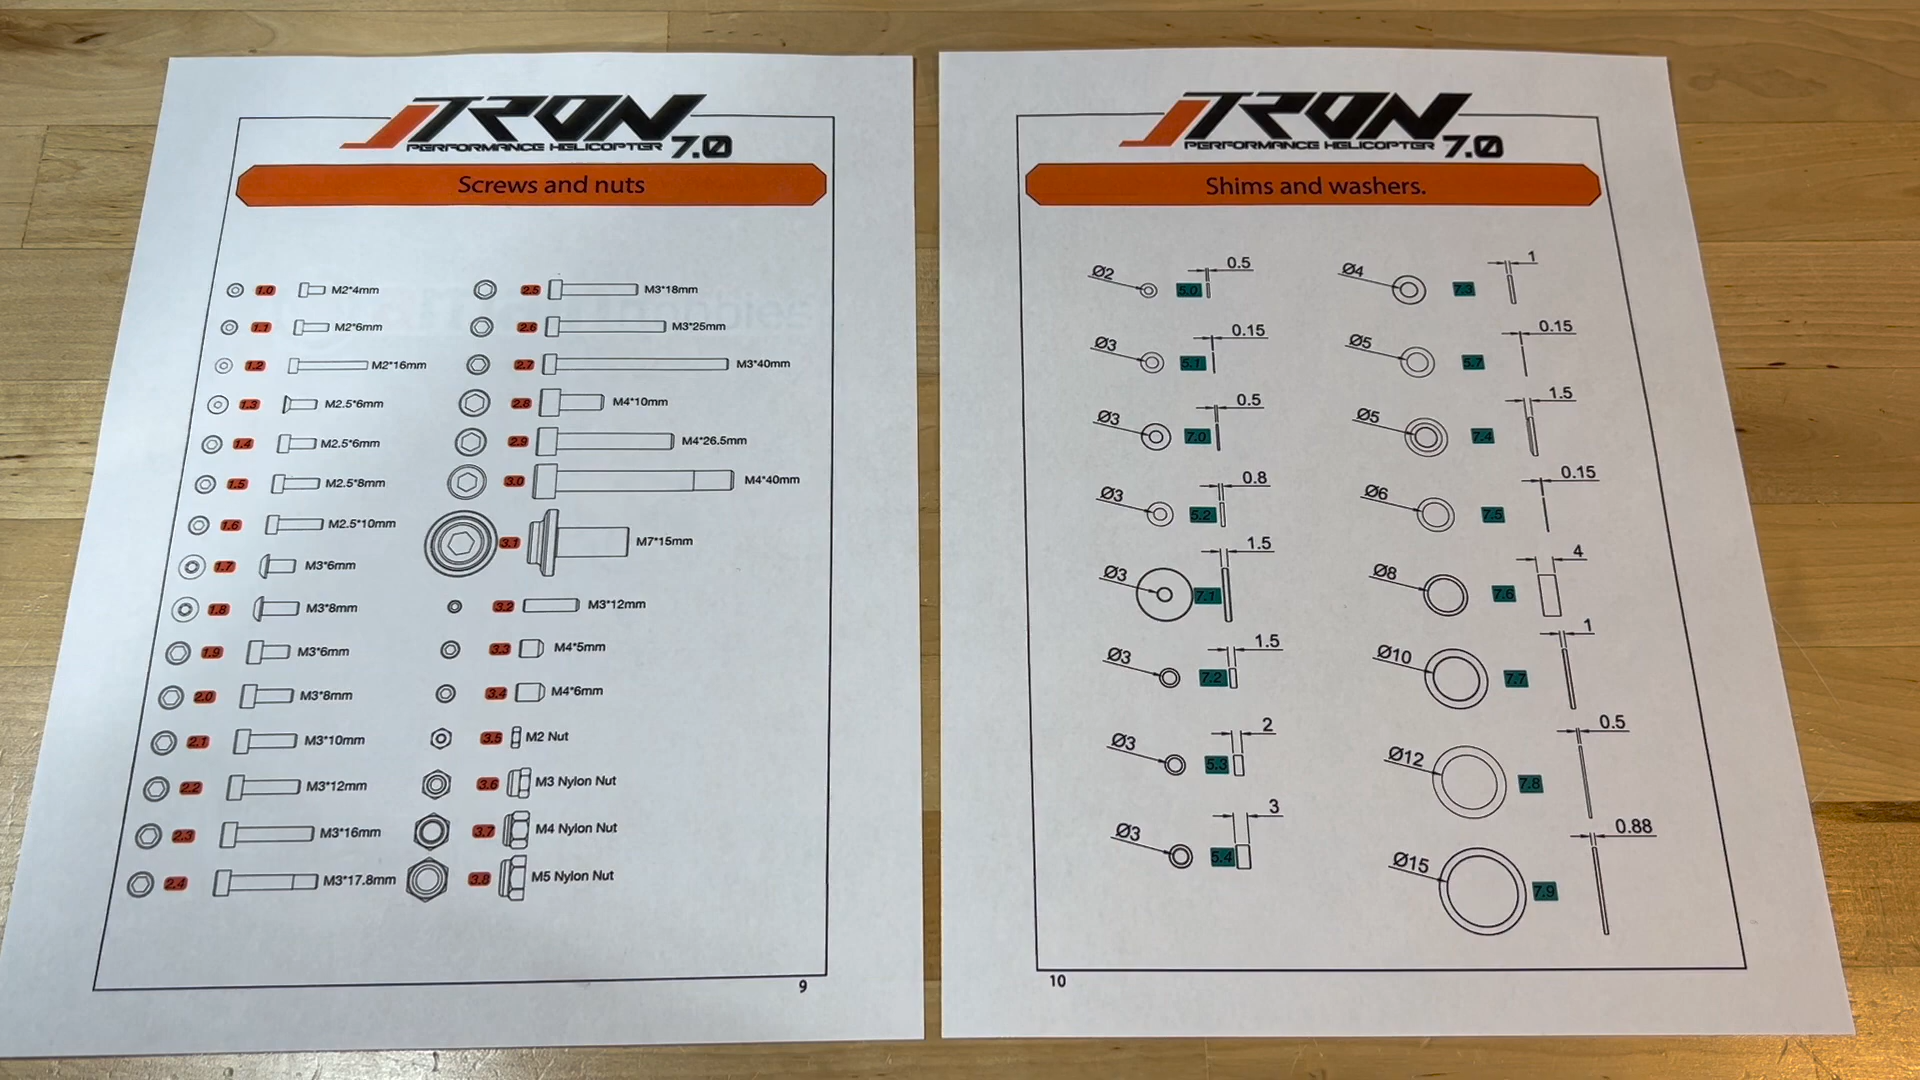 JTRON
PERFORMANCE HELICOPTER 7.0
Screws and nuts
1.0 M2*4mm
1.1 M2*6mm
1.2 M2*16mm
1.3 M2.5*6mm
1.4 M2.5*6mm
1.5 M2.5*8mm
1.6 M2.5*10mm
1.7 M3*6mm
1.8 M3*8mm
1.9 M3*6mm
2.0 M3*8mm
2.1 M3*10mm
2.2 M3*12mm
2.3 M3*16mm
2.4 M3*17.8mm
2.5 M3*18mm
2.6 M3*25mm
2.7 M3*40mm
2.8 M4*10mm
2.9 M4*26.5mm
3.0 M4*40mm
3.1 M7*15mm
3.2 M3*12mm
3.3 M4*5mm
3.4 M4*6mm
3.5 M2 Nut
3.6 M3 Nylon Nut
3.7 M4 Nylon Nut
3.8 M5 Nylon Nut
9
JTRON
PERFORMANCE HELICOPTER 7.0
Shims and washers.
Ø2 5.0 0.5
Ø3 5.1 0.15
Ø3 7.0 0.5
Ø3 5.2 0.8
Ø3 7.1 1.5
Ø3 7.2 1.5
Ø3 5.3 2
Ø3 5.4 3
Ø4 7.3 1
Ø5 5.7 0.15
Ø5 7.4 1.5
Ø6 7.5 0.15
Ø8 7.6 4
Ø10 7.7 1
Ø12 7.8 0.5
Ø15 7.9 0.88
10